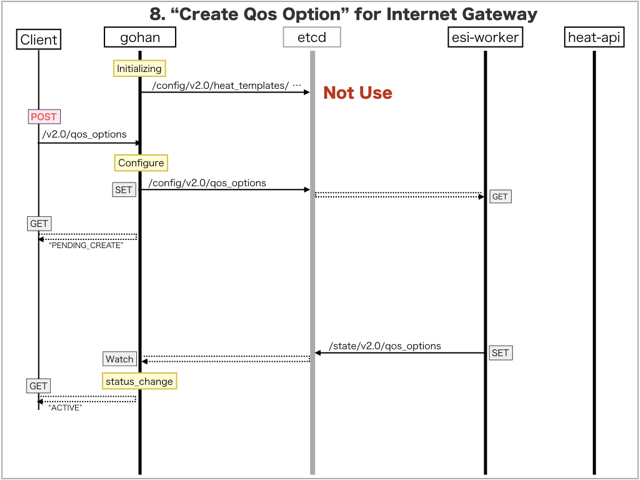 8. “Create Qos Option” for Internet Gateway
Client
gohan
etcd
esi-worker
heat-api
Initializing
/config/v2.0/heat_templates/ ⋯
Not Use
POST
/v2.0/qos_options
Configure
SET
/config/v2.0/qos_options
GET
GET
“PENDING_CREATE”
/state/v2.0/qos_options
SET
Watch
status_change
GET
“ACTIVE”